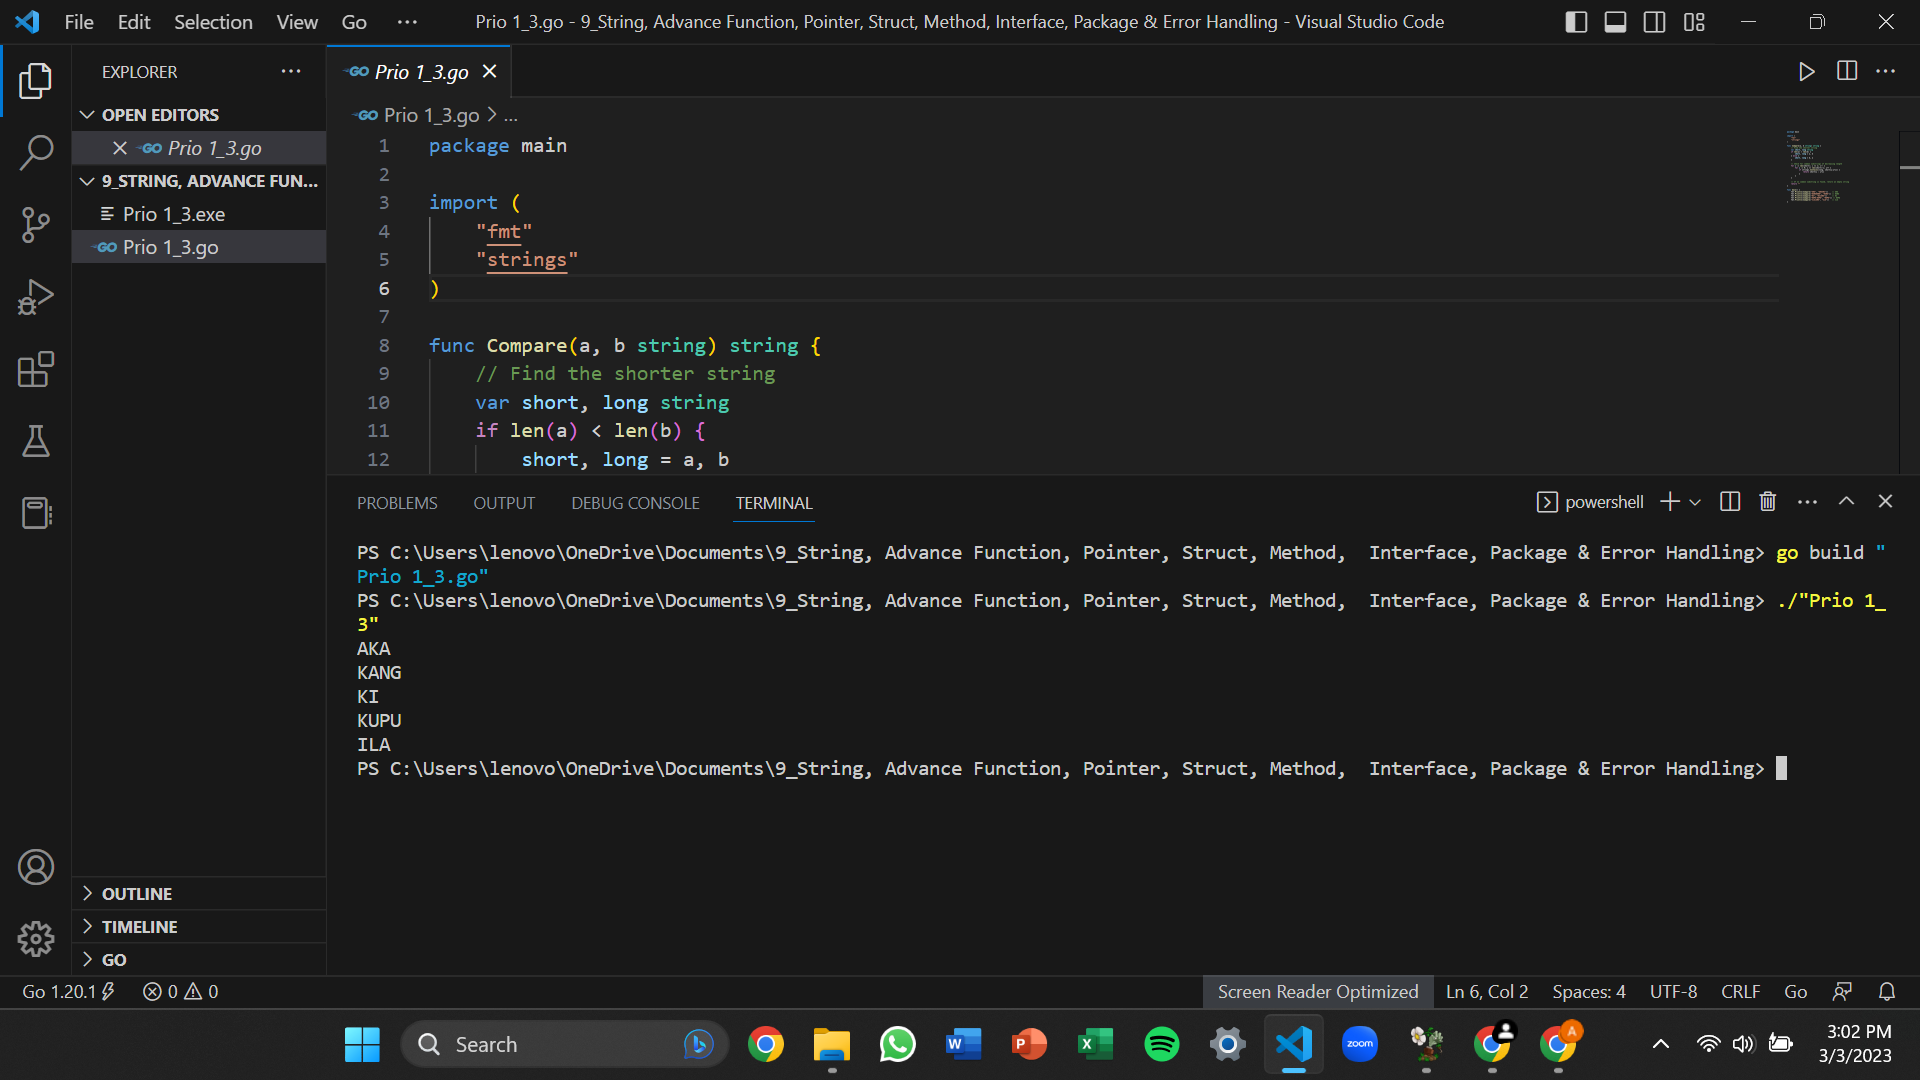 File Edit Selection View Go ··· Prio 1_3.go - 9_String, Advance Function, Pointer, Struct, Method, Interface, Package & Error Handling - Visual Studio Code
EXPLORER ···
Prio 1_3.go
OPEN EDITORS
Prio 1_3.go
9_STRING, ADVANCE FUN...
Prio 1_3.exe
Prio 1_3.go
OUTLINE
TIMELINE
GO
Prio 1_3.go > ...
1 package main
2
3 import (
4 "fmt"
5 "strings"
6 )
7
8 func Compare(a, b string) string {
9 // Find the shorter string
10 var short, long string
11 if len(a) < len(b) {
12 short, long = a, b
PROBLEMS OUTPUT DEBUG CONSOLE TERMINAL powershell
PS C:\Users\lenovo\OneDrive\Documents\9_String, Advance Function, Pointer, Struct, Method,  Interface, Package & Error Handling> go build "
Prio 1_3.go"
PS C:\Users\lenovo\OneDrive\Documents\9_String, Advance Function, Pointer, Struct, Method,  Interface, Package & Error Handling> ./"Prio 1_
3"
AKA
KANG
KI
KUPU
ILA
PS C:\Users\lenovo\OneDrive\Documents\9_String, Advance Function, Pointer, Struct, Method,  Interface, Package & Error Handling>
Go 1.20.1 0 0 Screen Reader Optimized Ln 6, Col 2 Spaces: 4 UTF-8 CRLF Go
Search
zoom
A
3:02 PM
3/3/2023